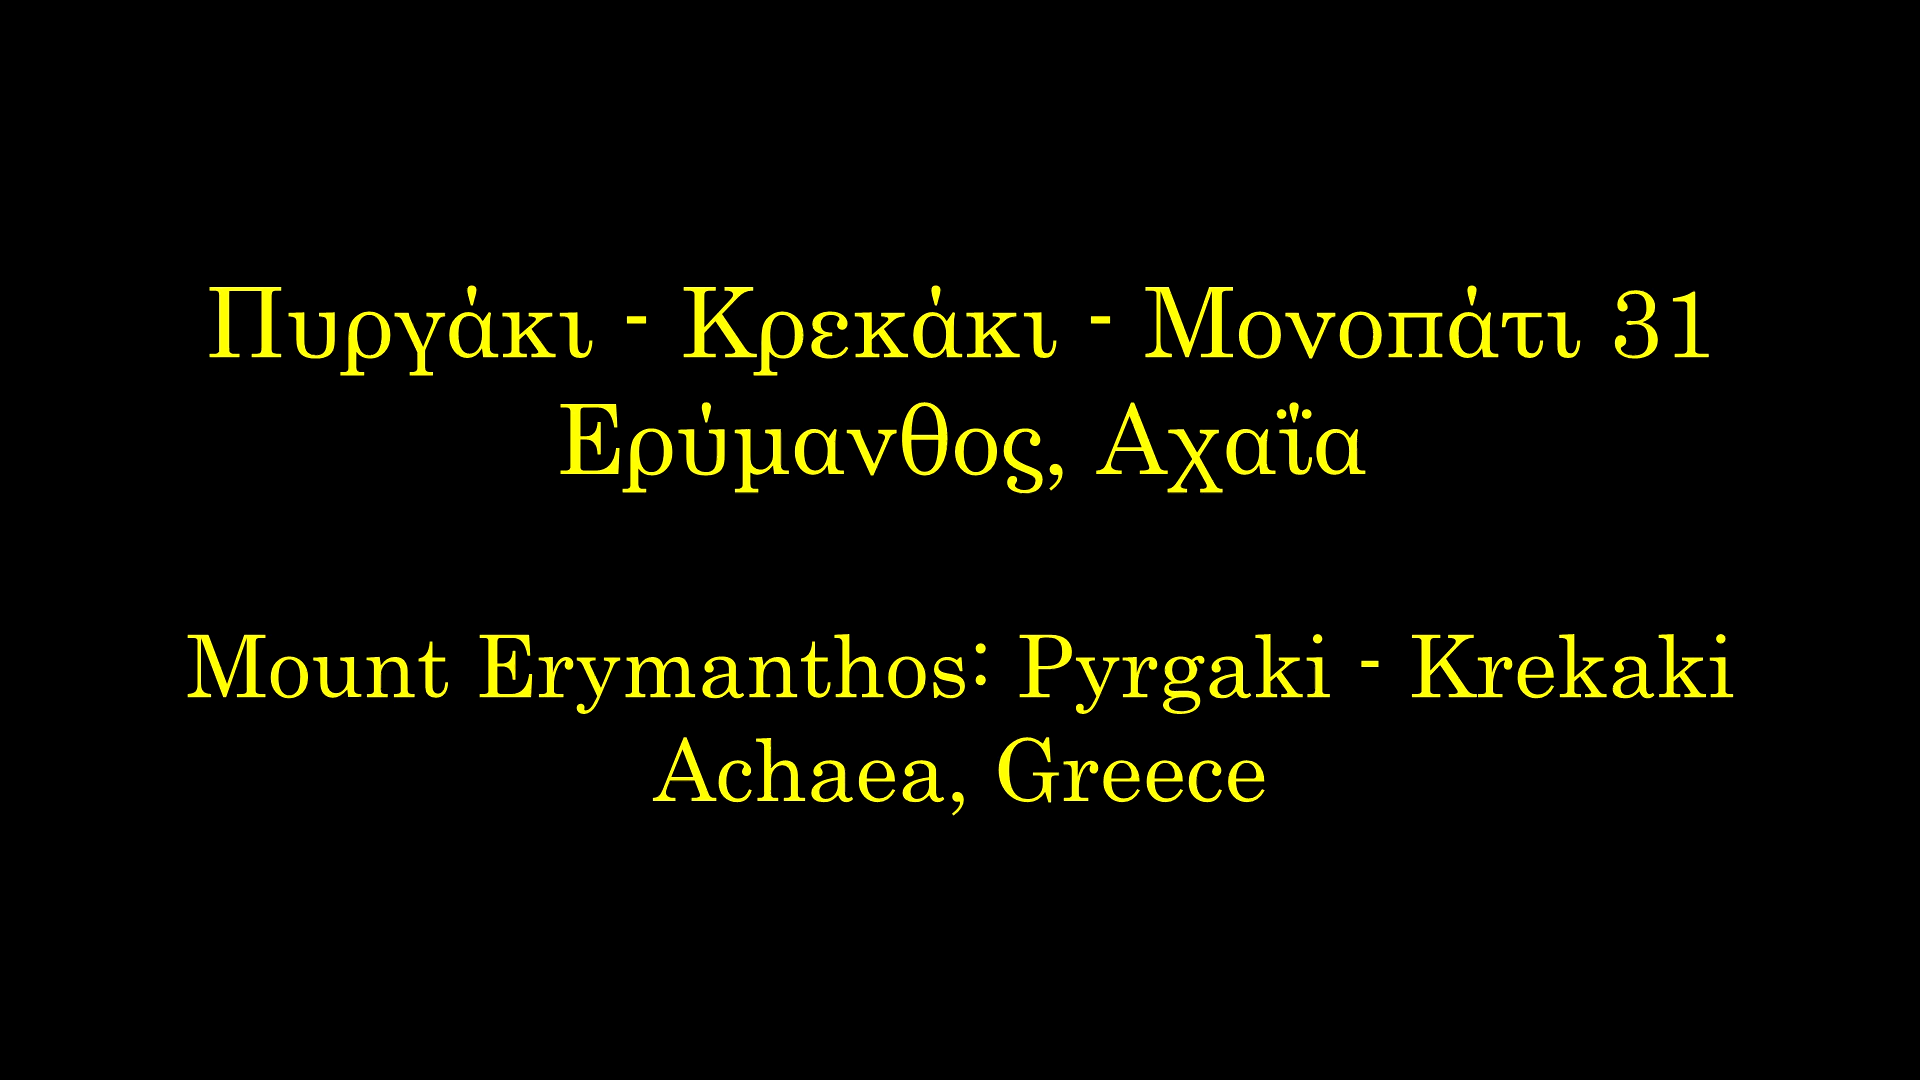 Πυργάκι - Κρεκάκι - Μονοπάτι 31
Ερύμανθος, Αχαΐα
Mount Erymanthos: Pyrgaki - Krekaki
Achaea, Greece